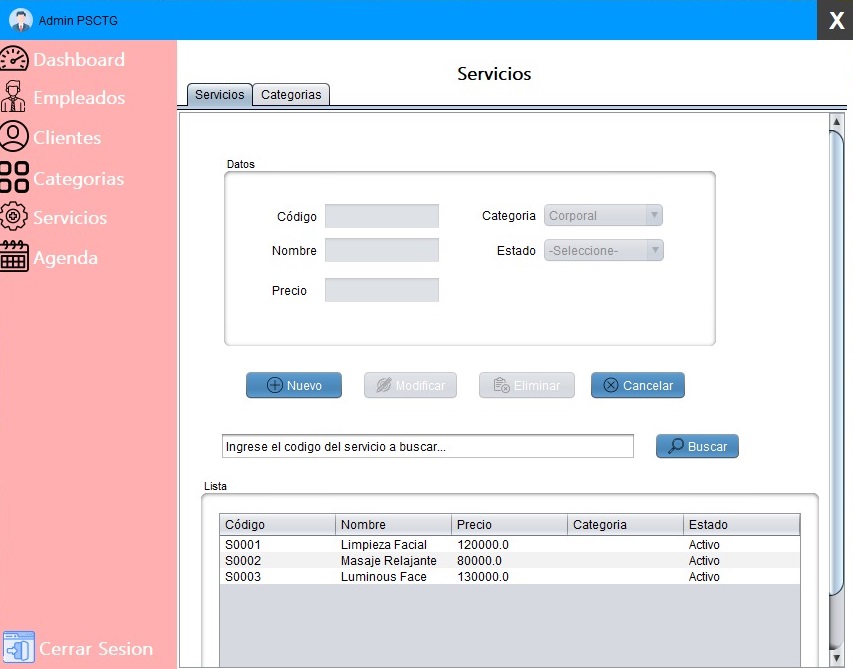 Admin PSCTG
X
Dashboard
Empleados
Clientes
Categorias
Servicios
Agenda
Cerrar Sesion
Servicios
Servicios Categorias
Datos
Código Categoria Corporal
Nombre Estado -Seleccione-
Precio
Nuevo Modificar Eliminar Cancelar
Ingrese el codigo del servicio a buscar... Buscar
Lista
Código Nombre Precio Categoria Estado
S0001 Limpieza Facial 120000.0 Activo
S0002 Masaje Relajante 80000.0 Activo
S0003 Luminous Face 130000.0 Activo